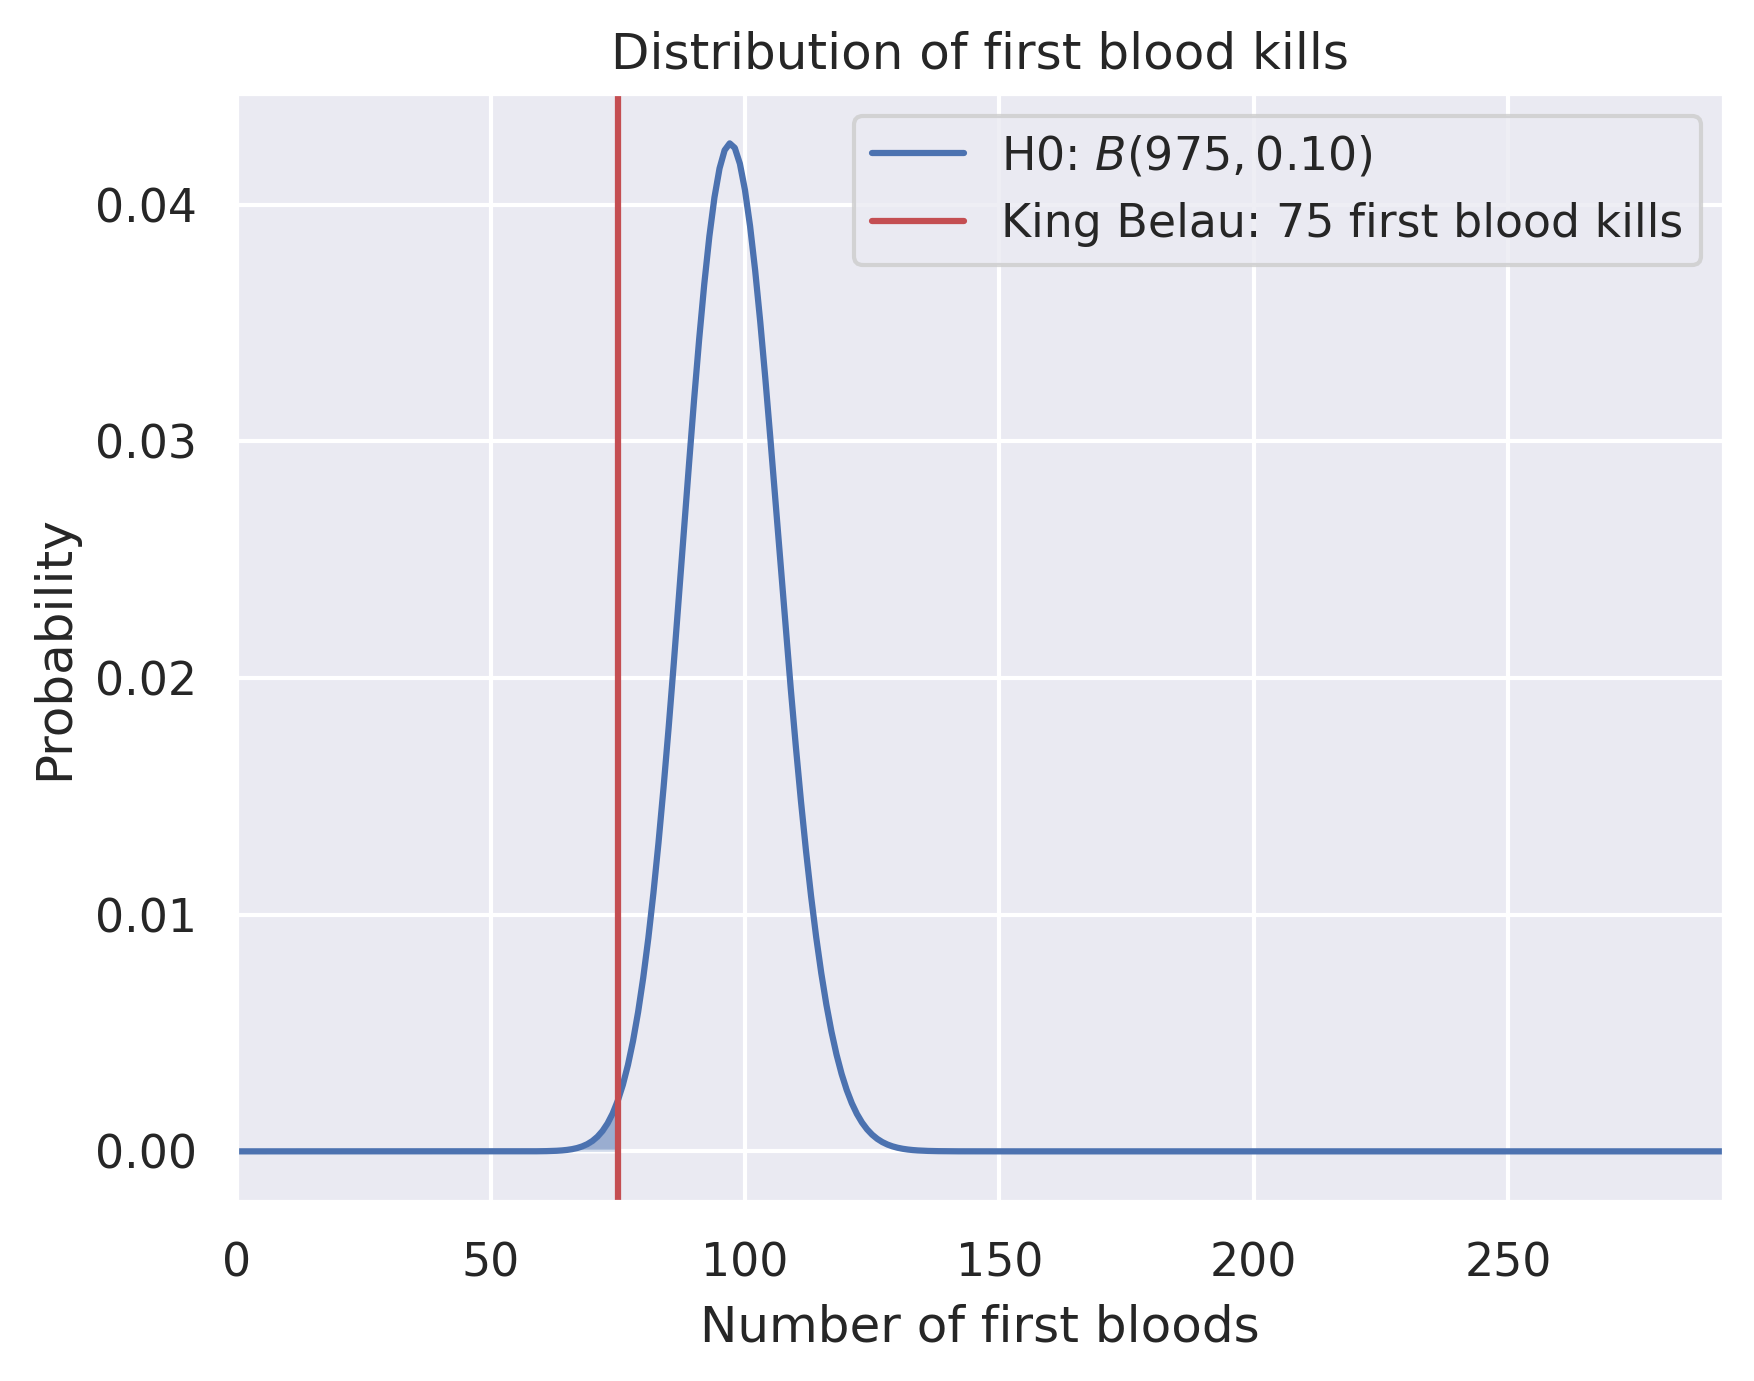 Distribution of first blood kills
H0: B(975, 0.10)
King Belau: 75 first blood kills
0.04
0.03
0.02
0.01
0.00
Probability
0 50 100 150 200 250
Number of first bloods